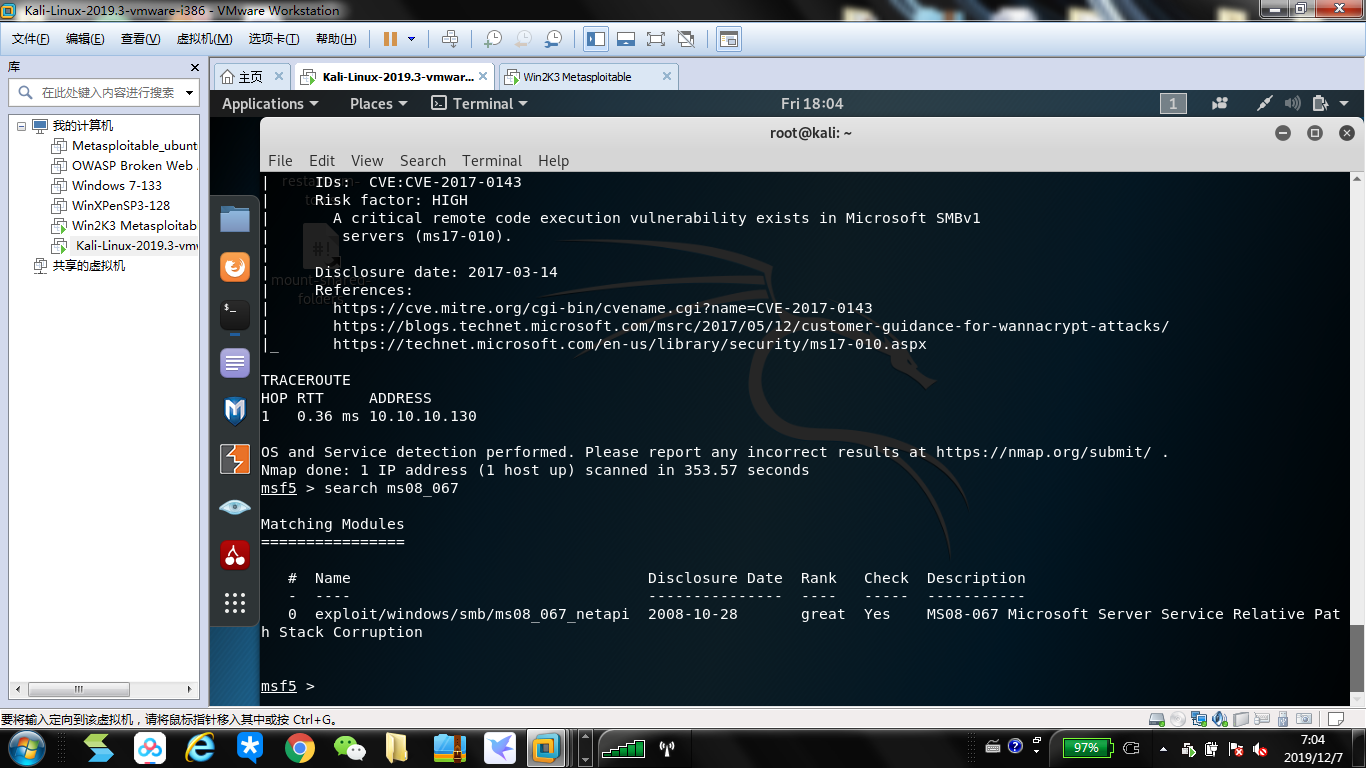 Kali-Linux-2019.3-vmware-i386 - VMware Workstation
文件(F) 编辑(E) 查看(V) 虚拟机(M) 选项卡(T) 帮助(H)
库
在此处键入内容进行搜索
我的计算机
Metasploitable_ubunt
OWASP Broken Web
Windows 7-133
WinXPenSP3-128
Win2K3 Metasploitab
Kali-Linux-2019.3-vmw
共享的虚拟机
主页 Kali-Linux-2019.3-vmwar... Win2K3 Metasploitable
Applications Places Terminal Fri 18:04 1
root@kali: ~
File Edit View Search Terminal Help
| IDs: CVE:CVE-2017-0143
| Risk factor: HIGH
| A critical remote code execution vulnerability exists in Microsoft SMBv1
| servers (ms17-010).
|
| Disclosure date: 2017-03-14
| References:
| https://cve.mitre.org/cgi-bin/cvename.cgi?name=CVE-2017-0143
| https://blogs.technet.microsoft.com/msrc/2017/05/12/customer-guidance-for-wannacrypt-attacks/
|_ https://technet.microsoft.com/en-us/library/security/ms17-010.aspx
TRACEROUTE
HOP RTT ADDRESS
1 0.36 ms 10.10.10.130
OS and Service detection performed. Please report any incorrect results at https://nmap.org/submit/ .
Nmap done: 1 IP address (1 host up) scanned in 353.57 seconds
msf5 > search ms08_067
Matching Modules
================
# Name Disclosure Date Rank Check Description
- ---- --------------- ---- ----- -----------
0 exploit/windows/smb/ms08_067_netapi 2008-10-28 great Yes MS08-067 Microsoft Server Service Relative Pat
h Stack Corruption
msf5 >
要将输入定向到该虚拟机，请将鼠标指针移入其中或按 Ctrl+G。
97%
7:04
2019/12/7